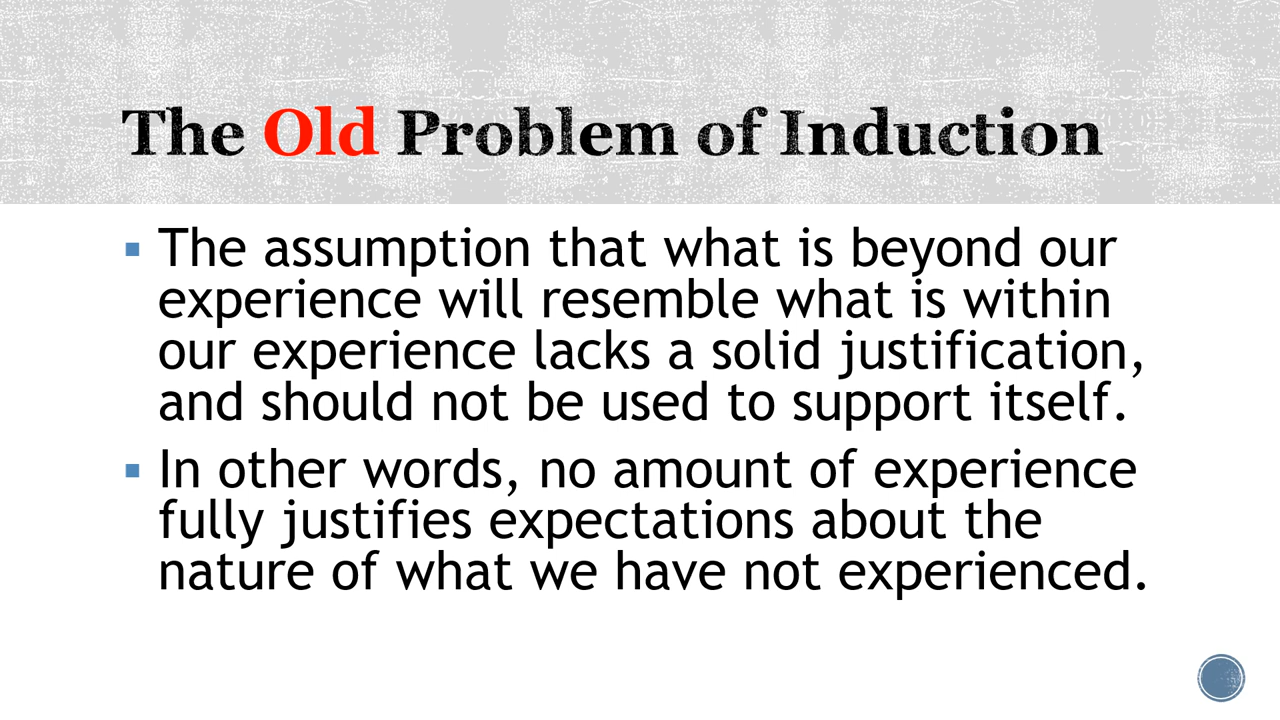 The Old Problem of Induction
▪ The assumption that what is beyond our
experience will resemble what is within
our experience lacks a solid justification,
and should not be used to support itself.
▪ In other words, no amount of experience
fully justifies expectations about the
nature of what we have not experienced.